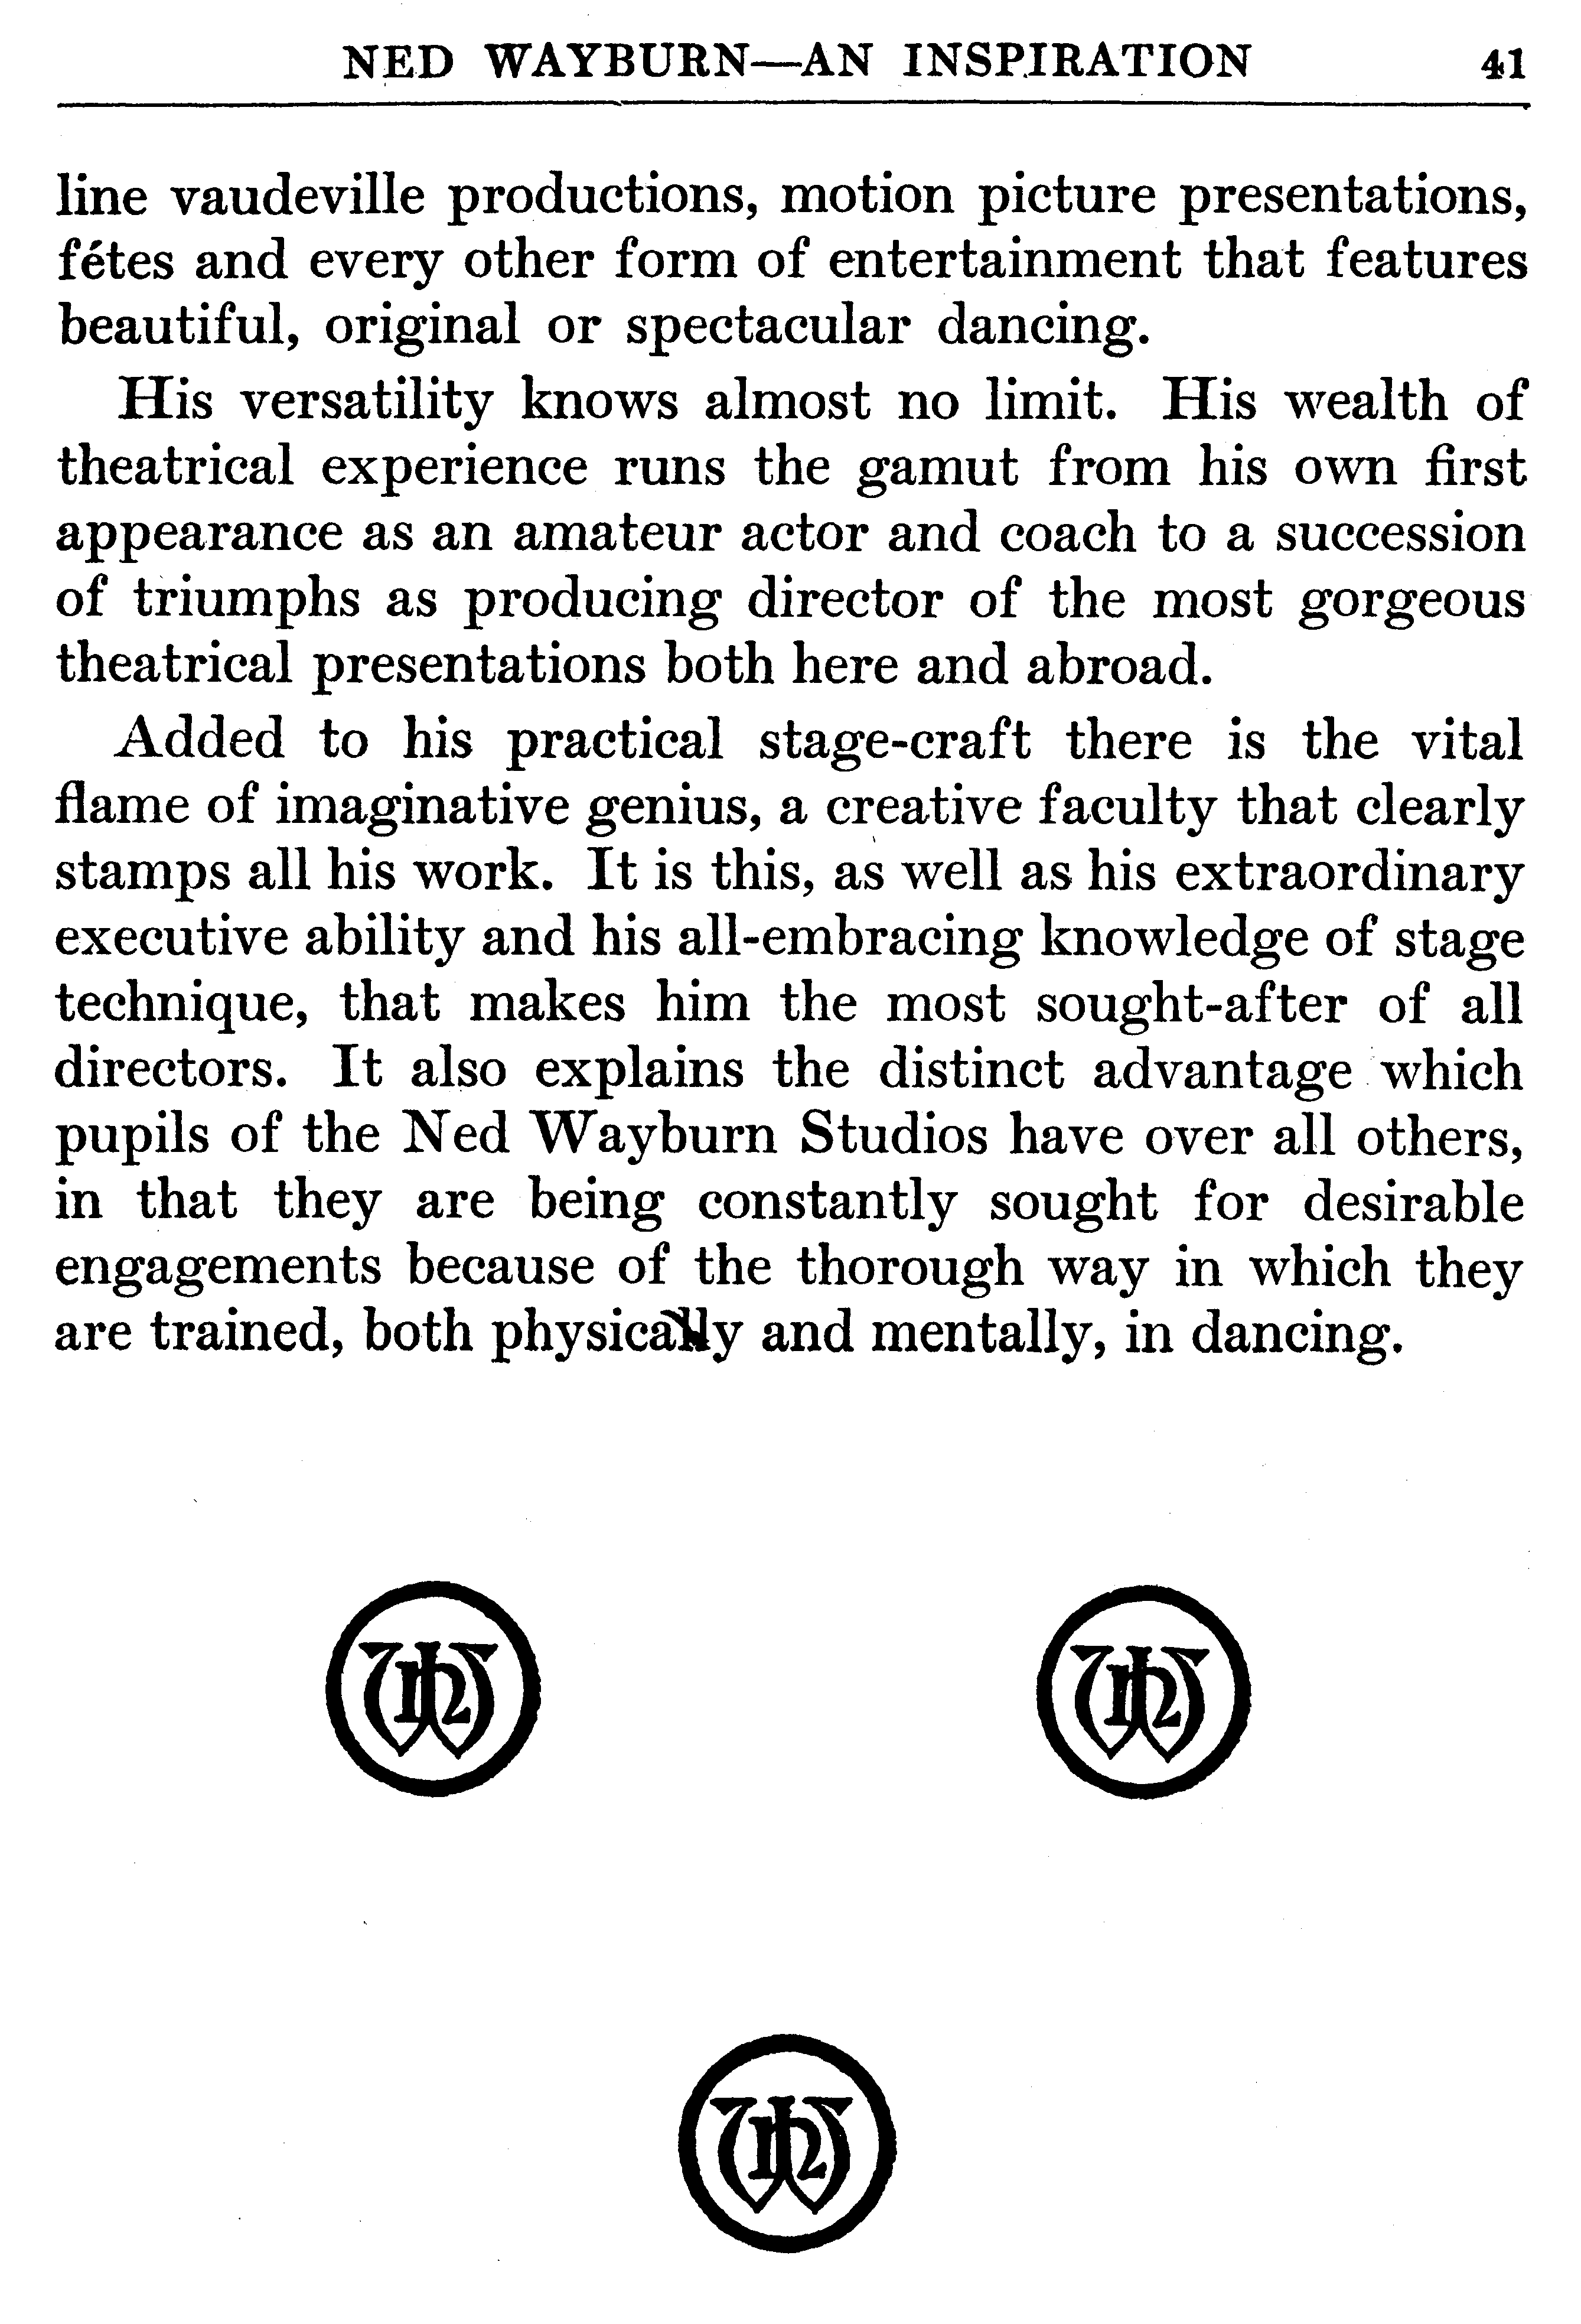 NED WAYBURN—AN INSPIRATION 41
line vaudeville productions, motion picture presentations,
fétes and every other form of entertainment that features
beautiful, original or spectacular dancing.
His versatility knows almost no limit. His wealth of
theatrical experience runs the gamut from his own first
appearance as an amateur actor and coach to a succession
of triumphs as producing director of the most gorgeous
theatrical presentations both here and abroad.
Added to his practical stage-craft there is the vital
flame of imaginative genius, a creative faculty that clearly
stamps all his work. It is this, as well as his extraordinary
executive ability and his all-embracing knowledge of stage
technique, that makes him the most sought-after of all
directors. It also explains the distinct advantage which
pupils of the Ned Wayburn Studios have over all others,
in that they are being constantly sought for desirable
engagements because of the thorough way in which they
are trained, both physically and mentally, in dancing.